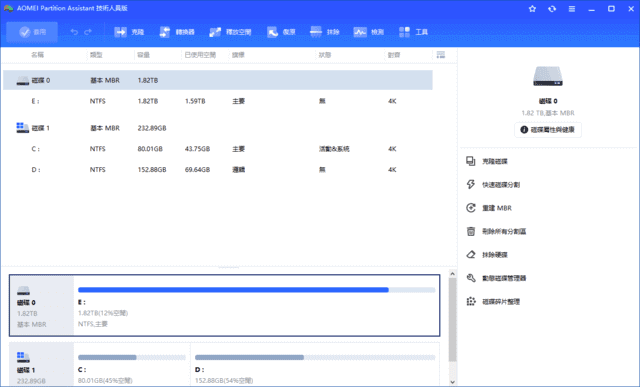 AOMEI Partition Assistant 技術人員版
套用
克隆
轉換器
釋放空間
復原
抹除
檢測
工具
名稱 類型 容量 已使用空間 連接 狀態 對齊
磁碟 0 基本 MBR 1.82TB
E : NTFS 1.82TB 1.59TB 主要 無 4K
磁碟 1 基本 MBR 232.89GB
C : NTFS 80.01GB 43.75GB 主要 活動&系統 4K
D : NTFS 152.88GB 69.64GB 邏輯 無 4K
磁碟 0
1.82TB
基本 MBR
E :
1.82TB(12%空閒)
NTFS,主要
磁碟 1
232.89GB
C :
80.01GB(45%空閒)
D :
152.88GB(54%空閒)
磁碟 0
1.82 TB,基本 MBR
磁碟屬性與健康
克隆磁碟
快速磁碟分割
重建 MBR
刪除所有分割區
抹除硬碟
動態磁碟管理器
磁碟碎片整理